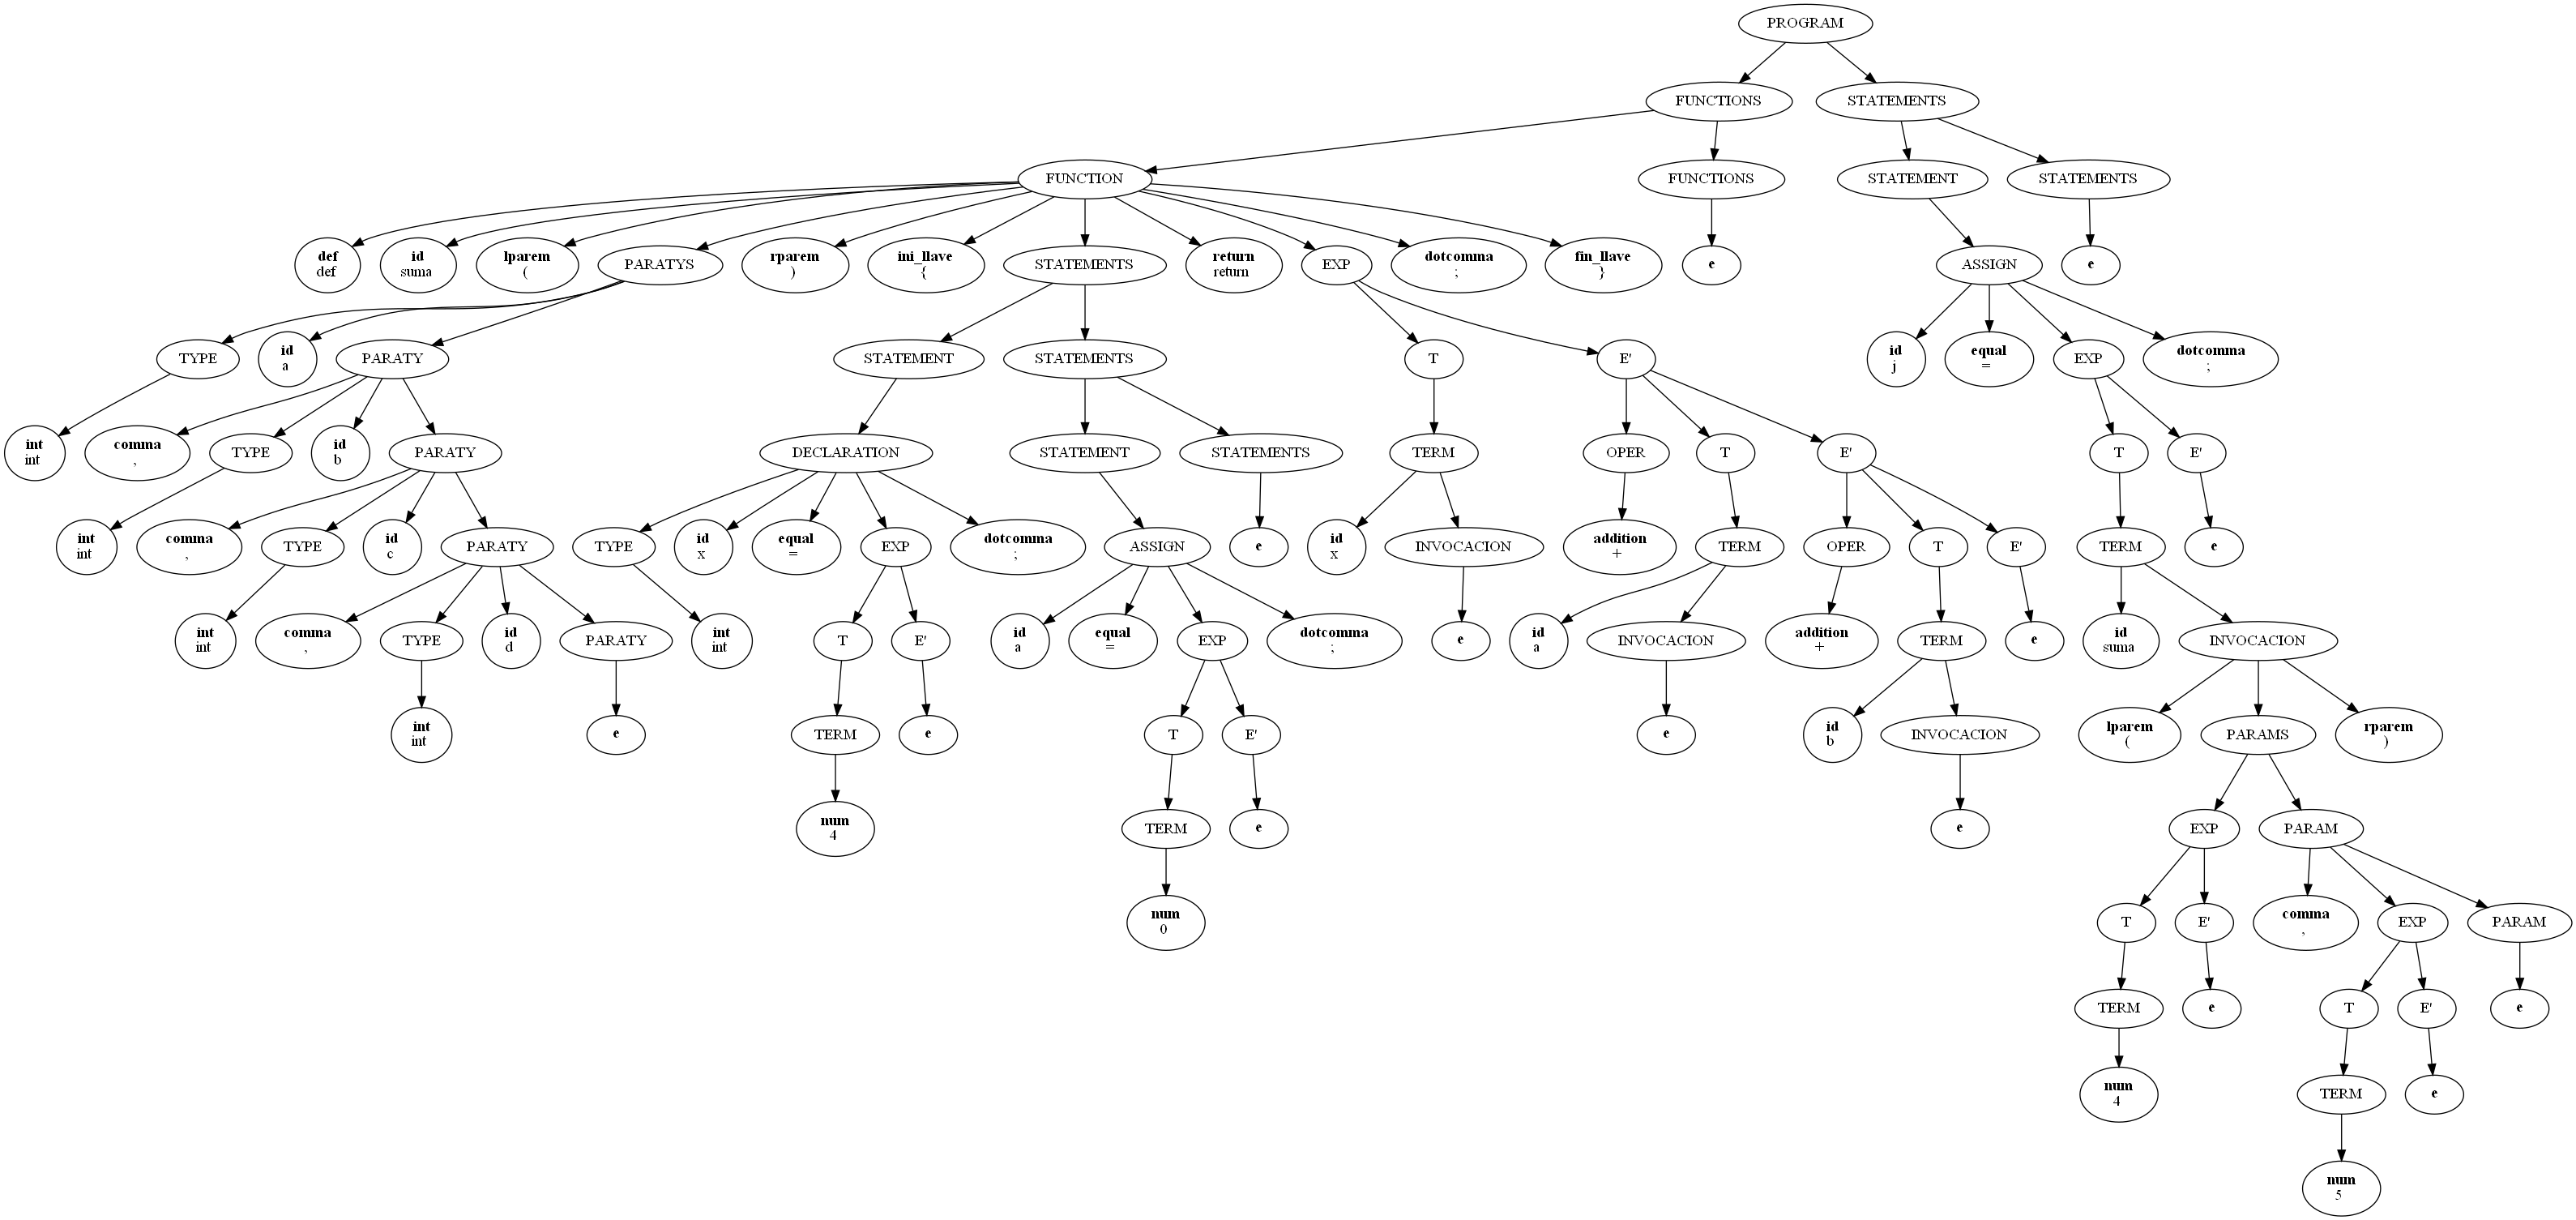 PROGRAM
FUNCTIONS STATEMENTS
FUNCTION FUNCTIONS STATEMENT STATEMENTS
def
def
id
suma
lparem
(
PARATYS
rparem
)
ini_llave
{
STATEMENTS
return
return
EXP
dotcomma
;
fin_llave
}
e
ASSIGN
e
TYPE
id
a
PARATY
STATEMENT
STATEMENTS
T
E'
id
j
equal
=
EXP
dotcomma
;
int
int
comma
,
TYPE
id
b
PARATY
DECLARATION
STATEMENT
STATEMENTS
TERM
OPER
T
E'
T
E'
int
int
comma
,
TYPE
id
c
PARATY
TYPE
id
x
equal
=
EXP
dotcomma
;
ASSIGN
e
id
x
INVOCACION
addition
+
TERM
OPER
T
E'
TERM
e
int
int
comma
,
TYPE
id
d
PARATY
int
int
T
E'
id
a
equal
=
EXP
dotcomma
;
e
id
a
INVOCACION
addition
+
TERM
e
id
suma
INVOCACION
int
int
e
TERM
e
T
E'
e
id
b
INVOCACION
lparem
(
PARAMS
rparem
)
num
4
TERM
e
e
EXP
PARAM
num
0
T
E'
comma
,
EXP
PARAM
TERM
e
T
E'
e
num
4
TERM
e
num
5